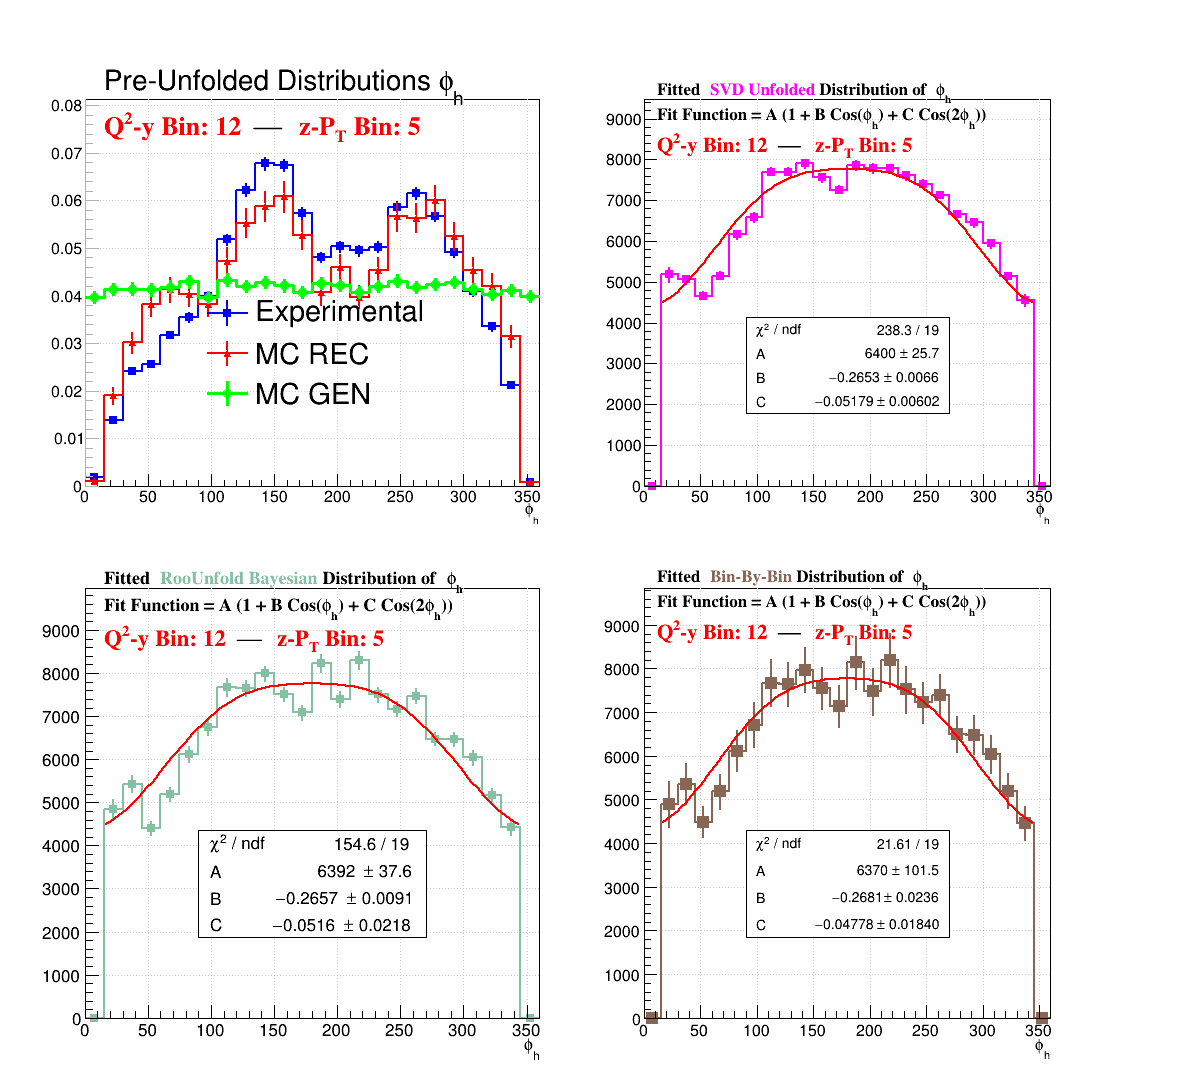 Pre-Unfolded Distributions ϕh
Q²-y Bin: 12 — z-PT Bin: 5
0.08
0.07
0.06
0.05
0.04
0.03
0.02
0.01
0
Experimental
MC REC
MC GEN
0 50 100 150 200 250 300 350
ϕh
Fitted SVD Unfolded Distribution of ϕh
Fit Function = A (1 + B Cos(ϕh) + C Cos(2ϕh))
Q²-y Bin: 12 — z-PT Bin: 5
9000
8000
7000
6000
5000
4000
3000
2000
1000
0
χ² / ndf 238.3 / 19
A 6400 ± 25.7
B −0.2653 ± 0.0066
C −0.05179 ± 0.00602
0 50 100 150 200 250 300 350
ϕh
Fitted RooUnfold Bayesian Distribution of ϕh
Fit Function = A (1 + B Cos(ϕh) + C Cos(2ϕh))
Q²-y Bin: 12 — z-PT Bin: 5
9000
8000
7000
6000
5000
4000
3000
2000
1000
0
χ² / ndf 154.6 / 19
A 6392 ± 37.6
B −0.2657 ± 0.0091
C −0.0516 ± 0.0218
0 50 100 150 200 250 300 350
ϕh
Fitted Bin-By-Bin Distribution of ϕh
Fit Function = A (1 + B Cos(ϕh) + C Cos(2ϕh))
Q²-y Bin: 12 — z-PT Bin: 5
9000
8000
7000
6000
5000
4000
3000
2000
1000
0
χ² / ndf 21.61 / 19
A 6370 ± 101.5
B −0.2681 ± 0.0236
C −0.04778 ± 0.01840
0 50 100 150 200 250 300 350
ϕh